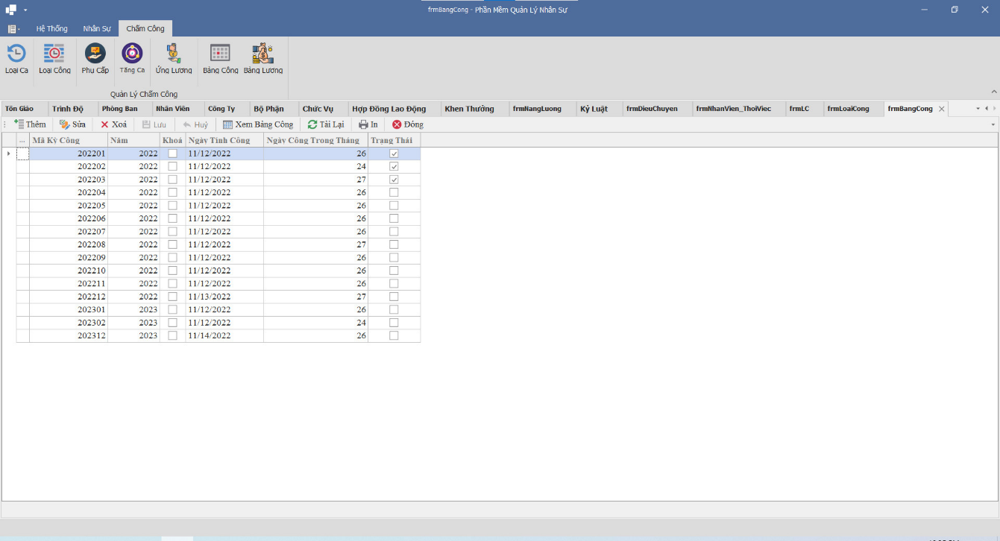 frmBangCong - Phần Mềm Quản Lý Nhân Sự
Hệ Thống Nhân Sự Chấm Công
Loại Ca Loại Công Phụ Cấp Tăng Ca Ứng Lương Bảng Công Bảng Lương
Quản Lý Chấm Công
Tôn Giáo Trình Độ Phòng Ban Nhân Viên Công Ty Bộ Phận Chức Vụ Hợp Đồng Lao Động Khen Thưởng frmNangLuong Kỷ Luật frmDieuChuyen frmNhanVien_ThoiViec frmLC frmLoaiCong frmBangCong
Thêm Sửa Xoá Lưu Huỷ Xem Bảng Công Tải Lại In Đóng
... Mã Kỳ Công Năm Khoá Ngày Tính Công Ngày Công Trong Tháng Trạng Thái
202201 2022 11/12/2022 26
202202 2022 11/12/2022 24
202203 2022 11/12/2022 27
202204 2022 11/12/2022 26
202205 2022 11/12/2022 26
202206 2022 11/12/2022 26
202207 2022 11/12/2022 26
202208 2022 11/12/2022 27
202209 2022 11/12/2022 26
202210 2022 11/12/2022 26
202211 2022 11/12/2022 26
202212 2022 11/13/2022 27
202301 2023 11/12/2022 26
202302 2023 11/12/2022 24
202312 2023 11/14/2022 26